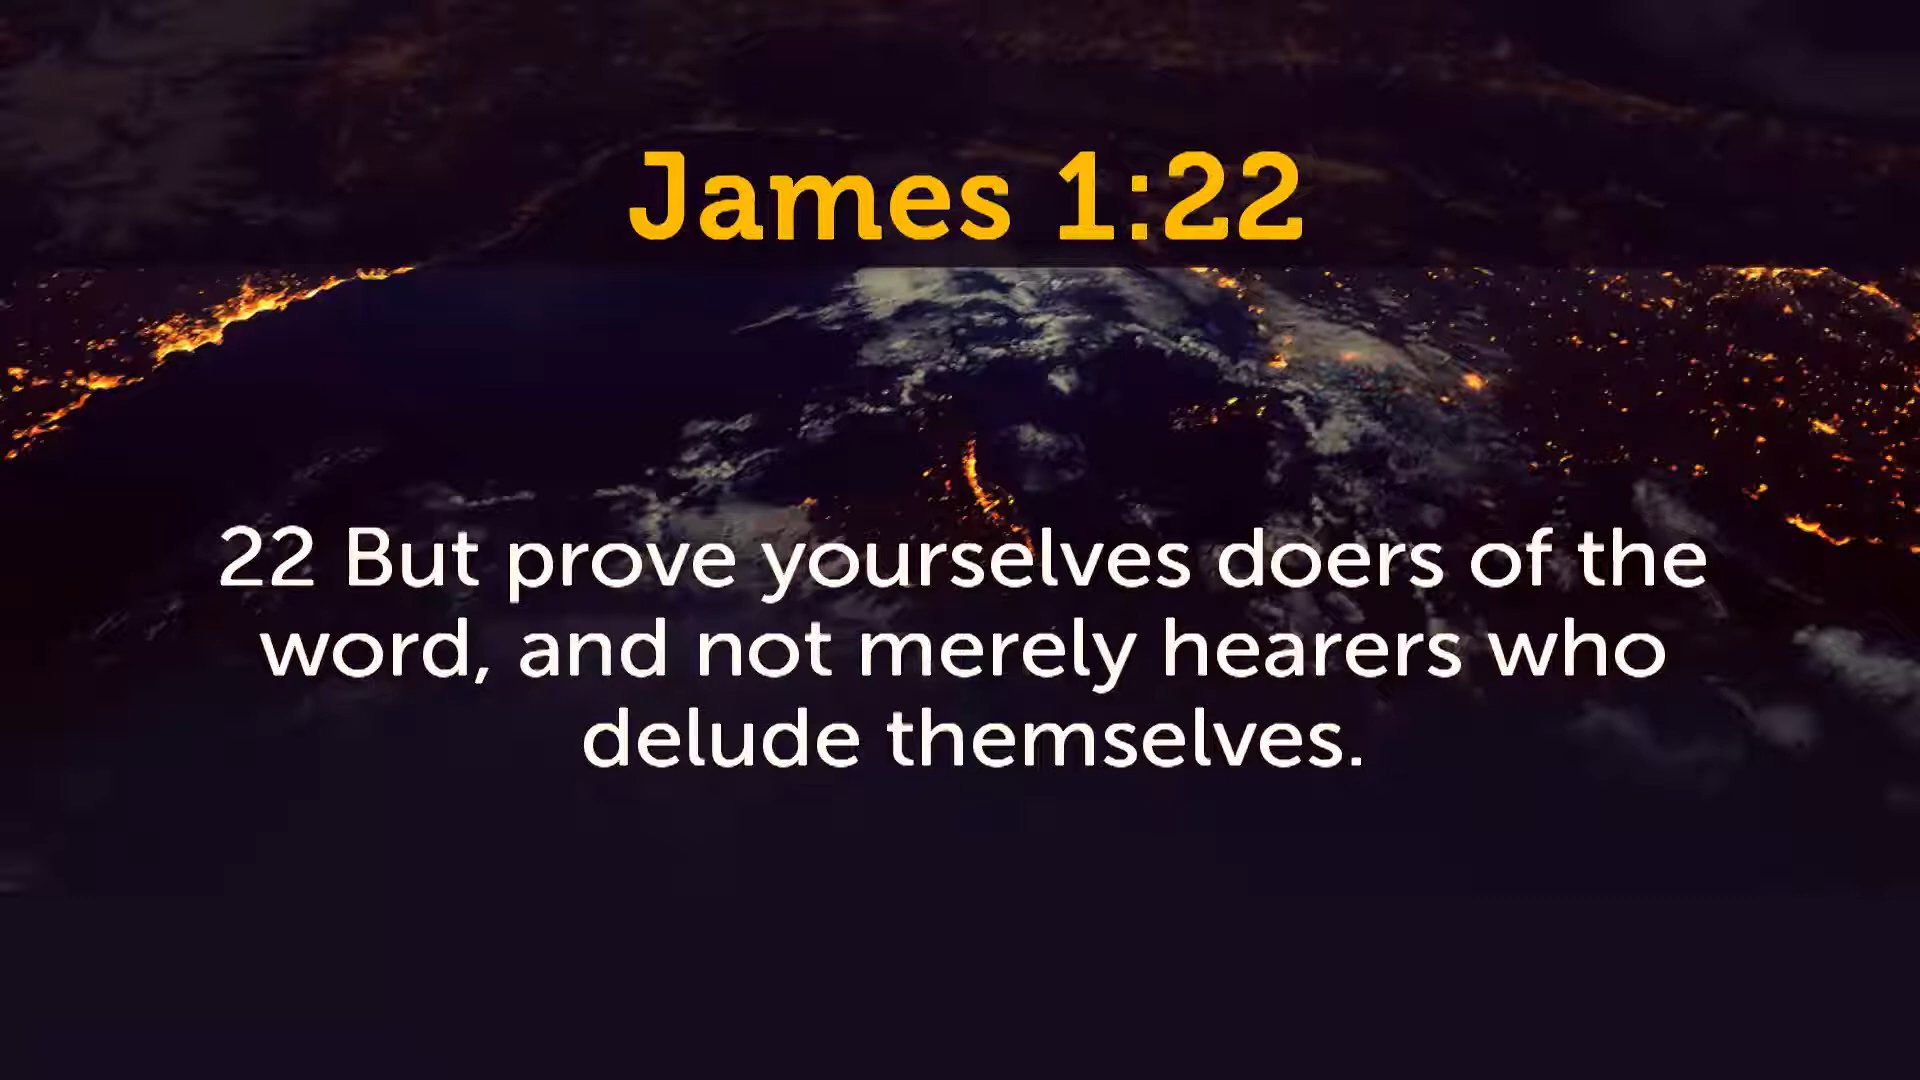 James 1:22
22 But prove yourselves doers of the
word, and not merely hearers who
delude themselves.